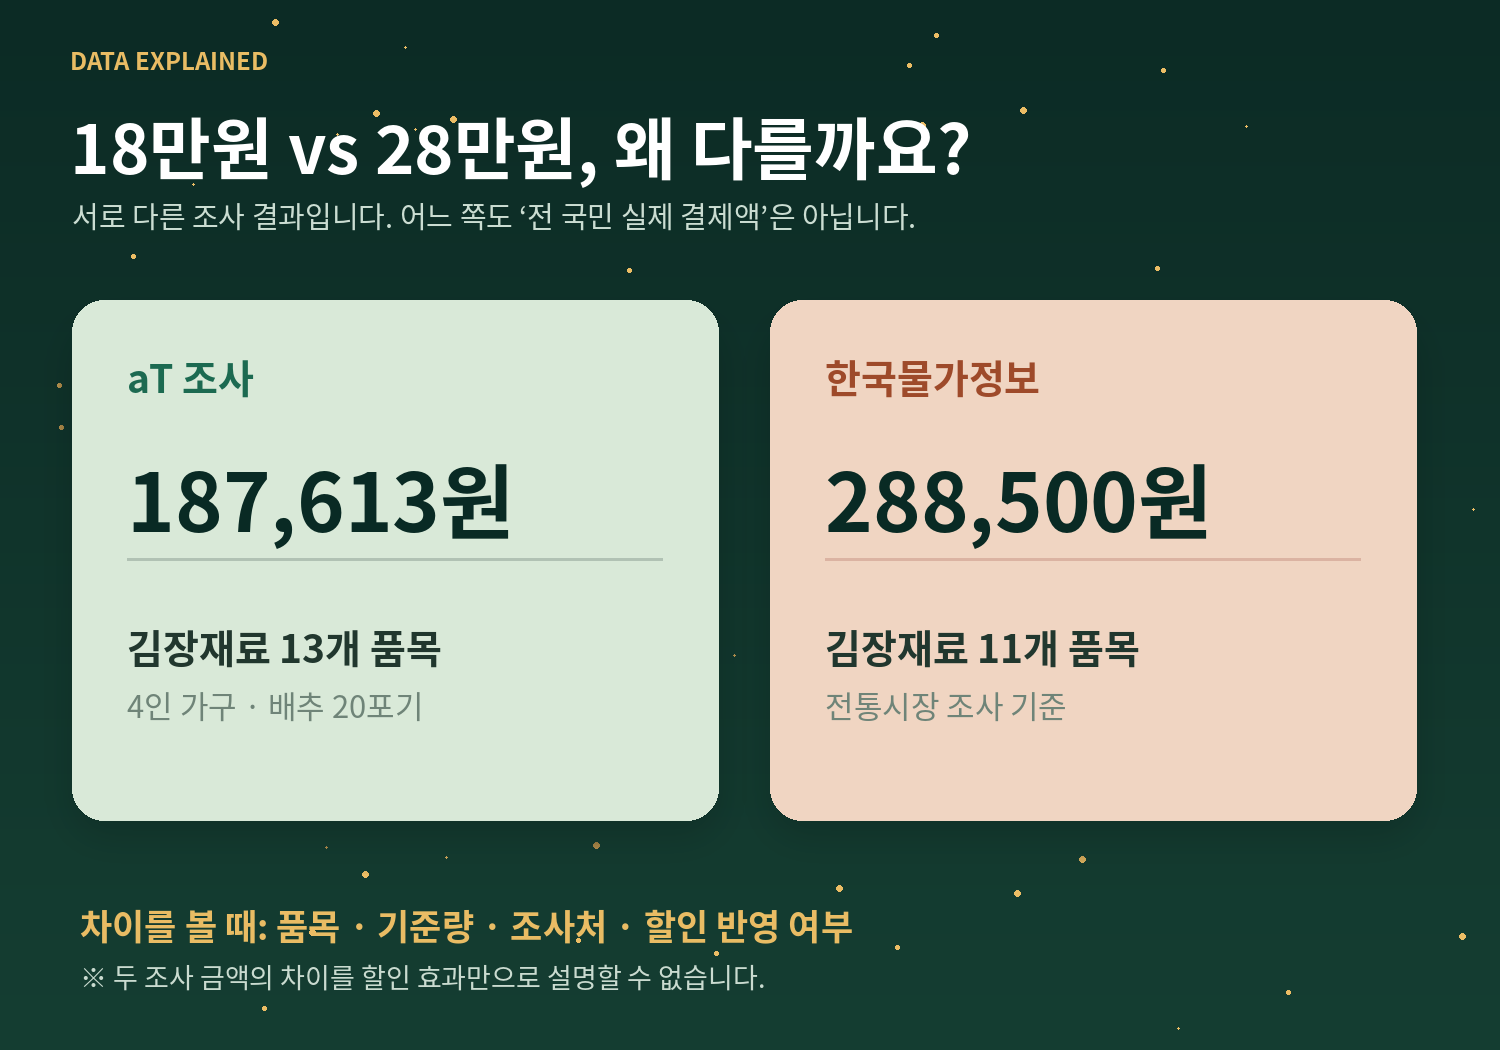 DATA EXPLAINED
18만원 vs 28만원, 왜 다를까요?
서로 다른 조사 결과입니다. 어느 쪽도 ‘전 국민 실제 결제액’은 아닙니다.
aT 조사
187,613원
김장재료 13개 품목
4인 가구 · 배추 20포기
한국물가정보
288,500원
김장재료 11개 품목
전통시장 조사 기준
차이를 볼 때: 품목 · 기준량 · 조사처 · 할인 반영 여부
※ 두 조사 금액의 차이를 할인 효과만으로 설명할 수 없습니다.